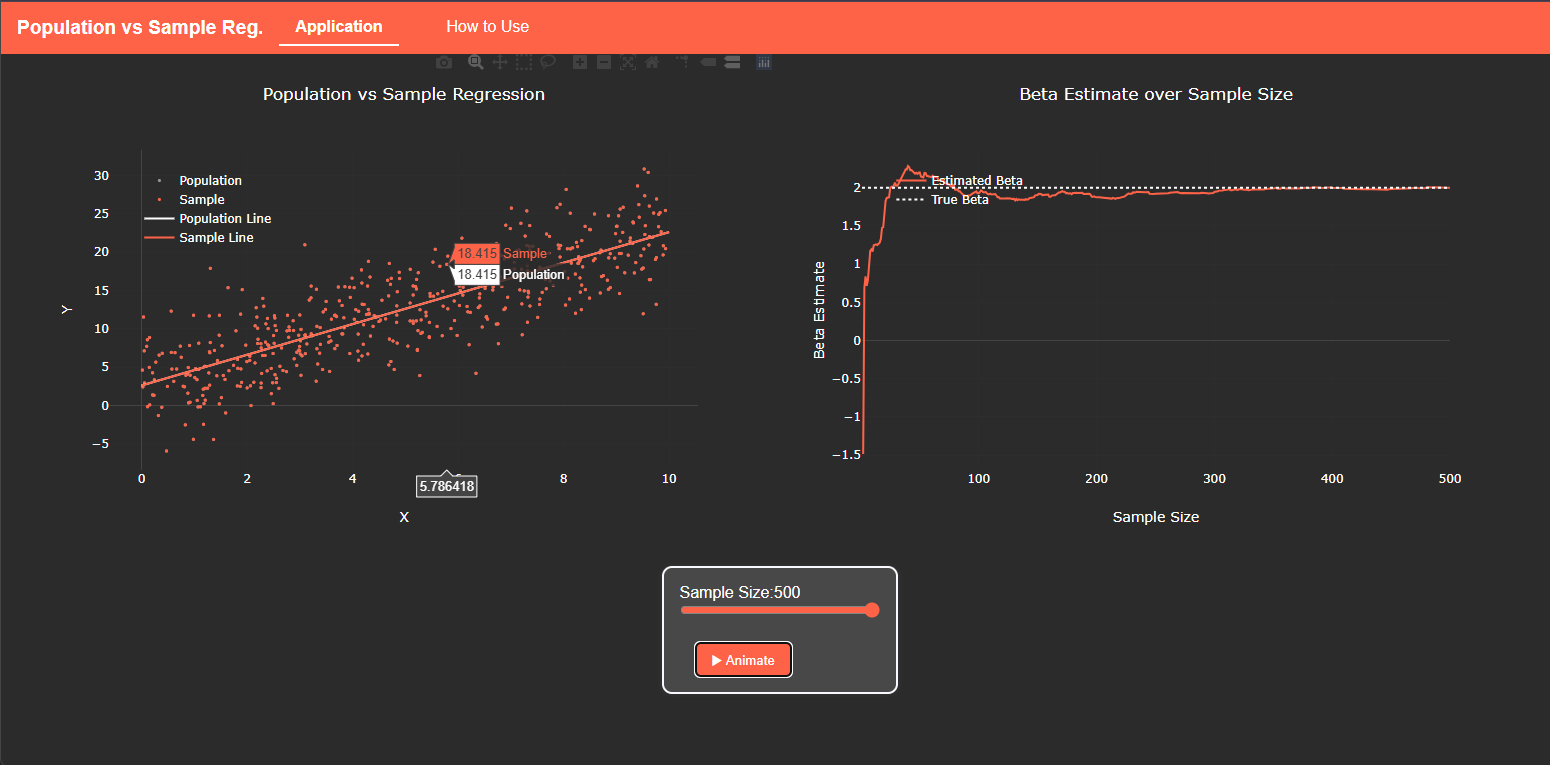 Population vs Sample Reg. Application How to Use
Population vs Sample Regression
30
25
20
15
10
5
0
−5
Y
Population
Sample
Population Line
Sample Line
18.415 Sample
18.415 Population
0 2 4 8 10
5.786418
X
Beta Estimate over Sample Size
2
1.5
1
0.5
0
−0.5
−1
−1.5
Beta Estimate
Estimated Beta
True Beta
100 200 300 400 500
Sample Size
Sample Size:500
Animate